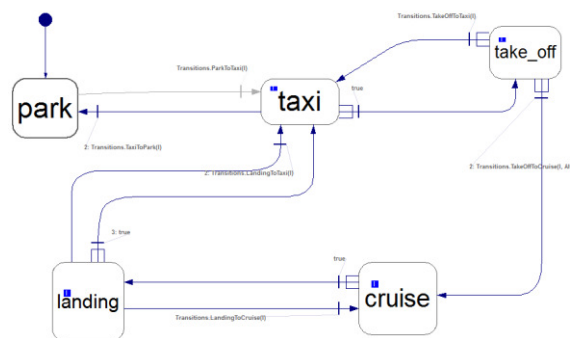 Transitions.TakeOffToTaxi(I)
take_off
Transitions.ParkToTaxi(I)
true
park
taxi
2: Transitions.TaxiToPark(I)
2: Transitions.LandingToTaxi(I)
2: Transitions.TakeOffToCruise(I, Al
3: true
true
landing
cruise
Transitions.LandingToCruise(I)